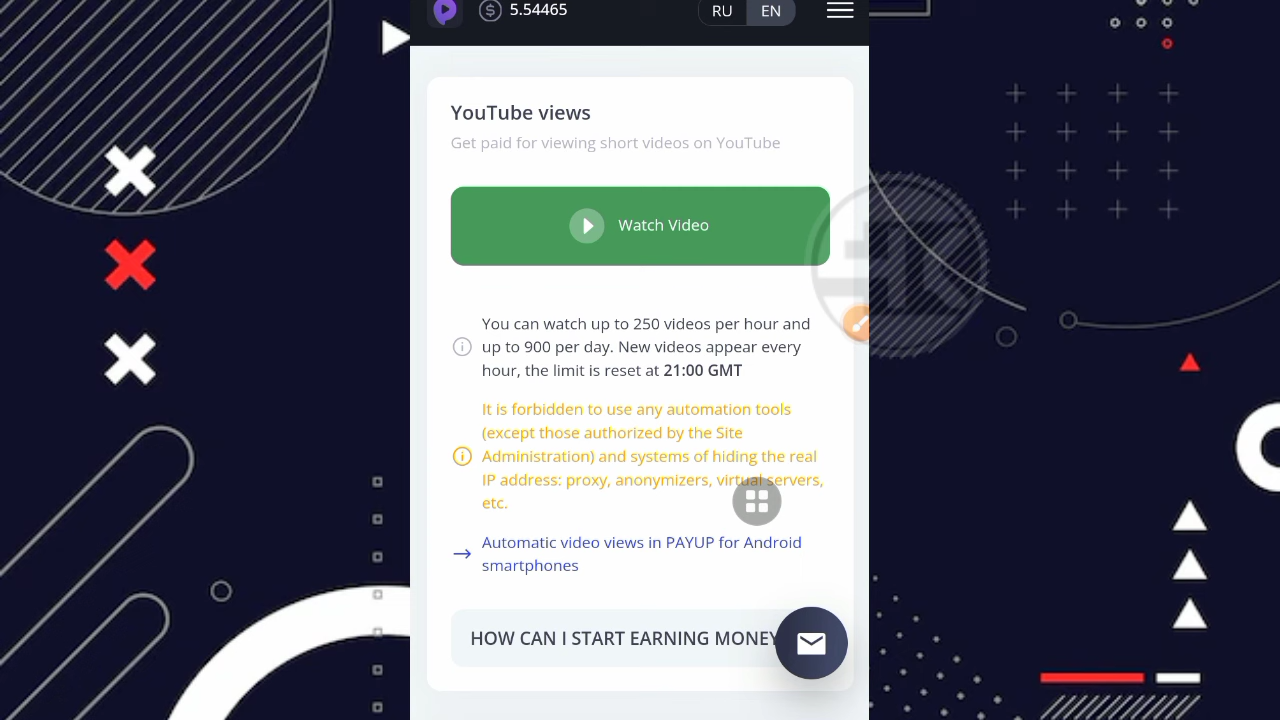 5.54465
RU EN
YouTube views
Get paid for viewing short videos on YouTube
Watch Video
You can watch up to 250 videos per hour and
up to 900 per day. New videos appear every
hour, the limit is reset at 21:00 GMT
It is forbidden to use any automation tools
(except those authorized by the Site
Administration) and systems of hiding the real
IP address: proxy, anonymizers, virtual servers,
etc.
Automatic video views in PAYUP for Android
smartphones
HOW CAN I START EARNING MONEY